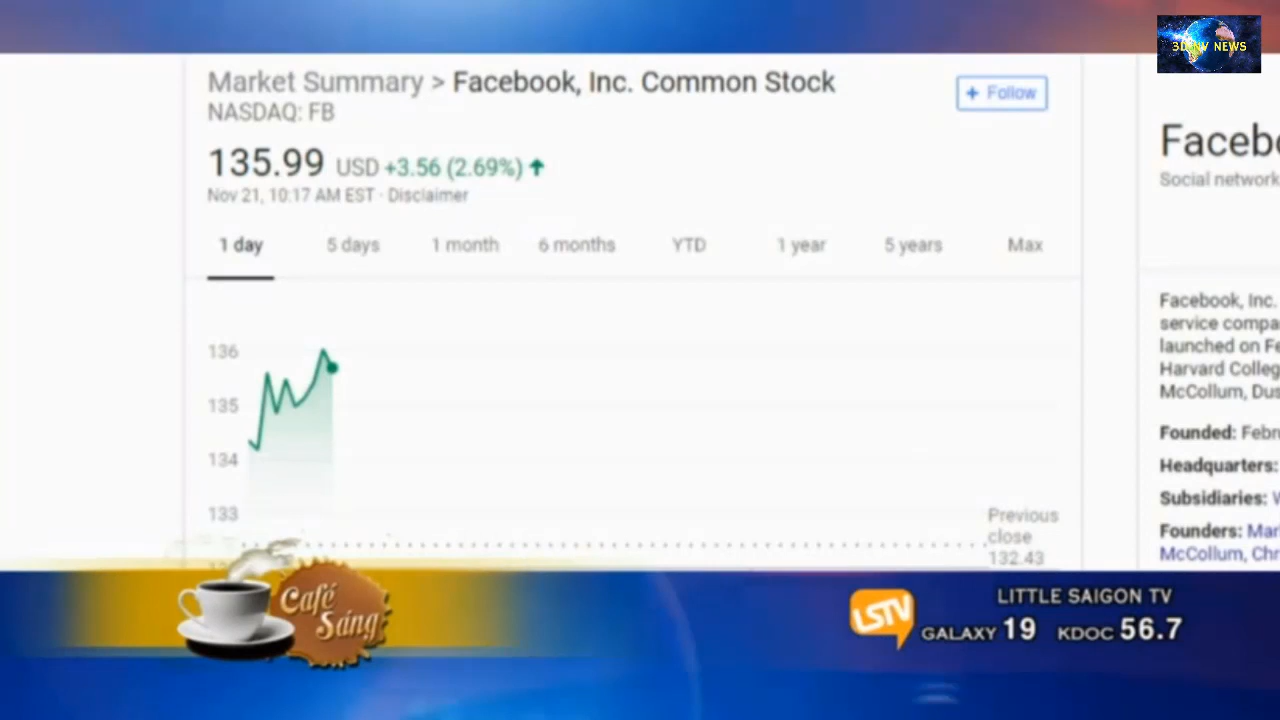 3D NV NEWS
Market Summary > Facebook, Inc. Common Stock
NASDAQ: FB
+ Follow
135.99 USD +3.56 (2.69%)
Nov 21, 10:17 AM EST · Disclaimer
1 day 5 days 1 month 6 months YTD 1 year 5 years Max
136
135
134
133
Previous
close
132.43
Facebo
Social network
Facebook, Inc.
service compa
launched on Fe
Harvard Colleg
McCollum, Dus
Founded: Febru
Headquarters:
Subsidiaries: W
Founders: Mar
McCollum, Chr
Café
Sáng
LSTV
LITTLE SAIGON TV
GALAXY 19 KDOC 56.7